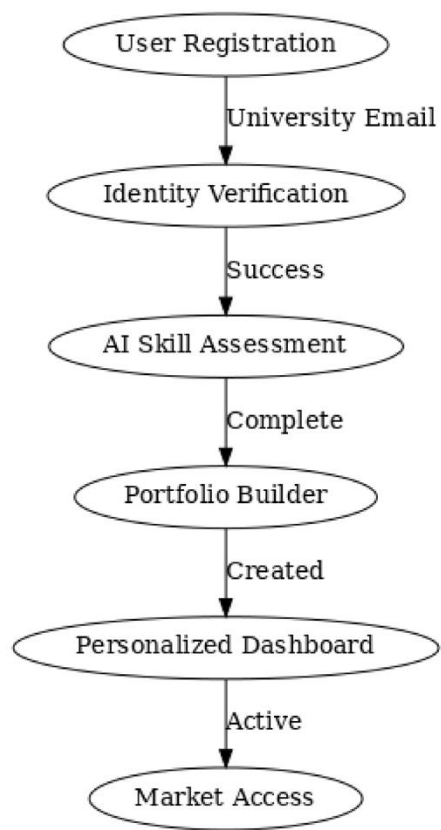 User Registration
University Email
Identity Verification
Success
AI Skill Assessment
Complete
Portfolio Builder
Created
Personalized Dashboard
Active
Market Access